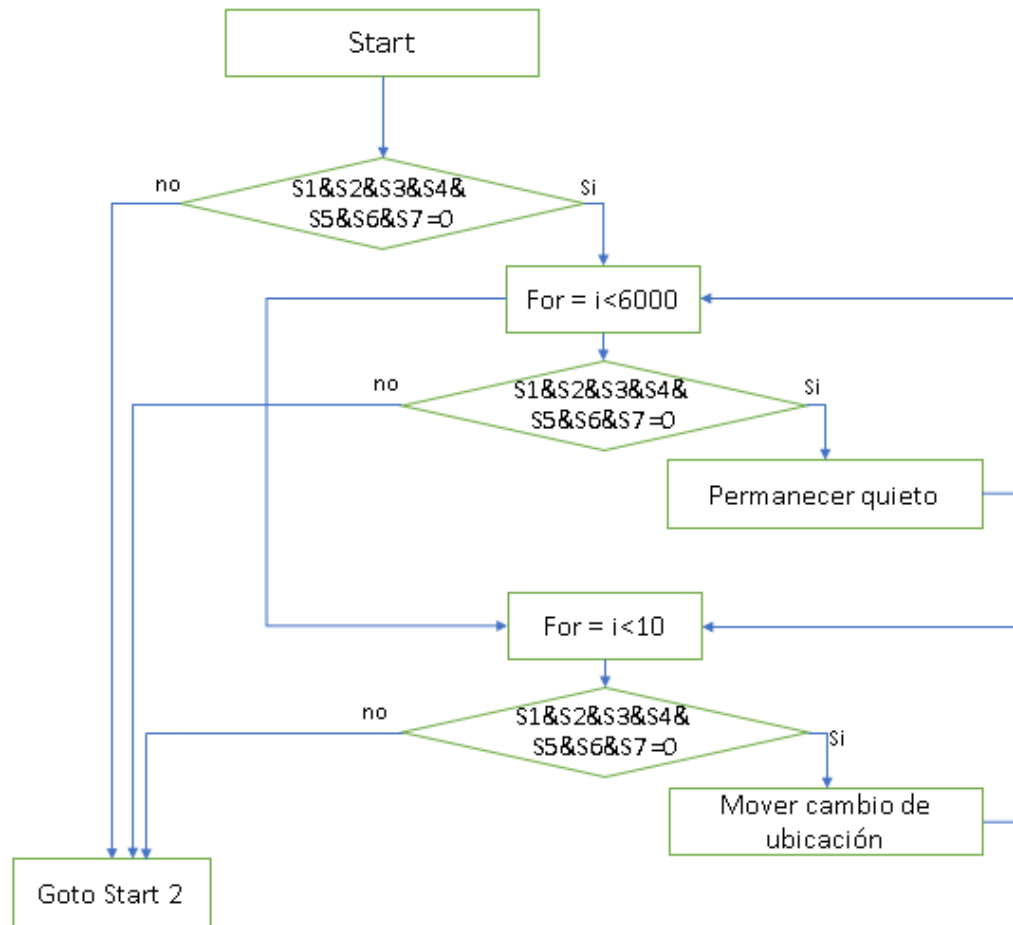 Start
no
S1&S2&S3&S4&
S5&S6&S7=0
Si
For = i<6000
no
S1&S2&S3&S4&
S5&S6&S7=0
Si
Permanecer quieto
For = i<10
no
S1&S2&S3&S4&
S5&S6&S7=0
Si
Mover cambio de
ubicación
Goto Start 2